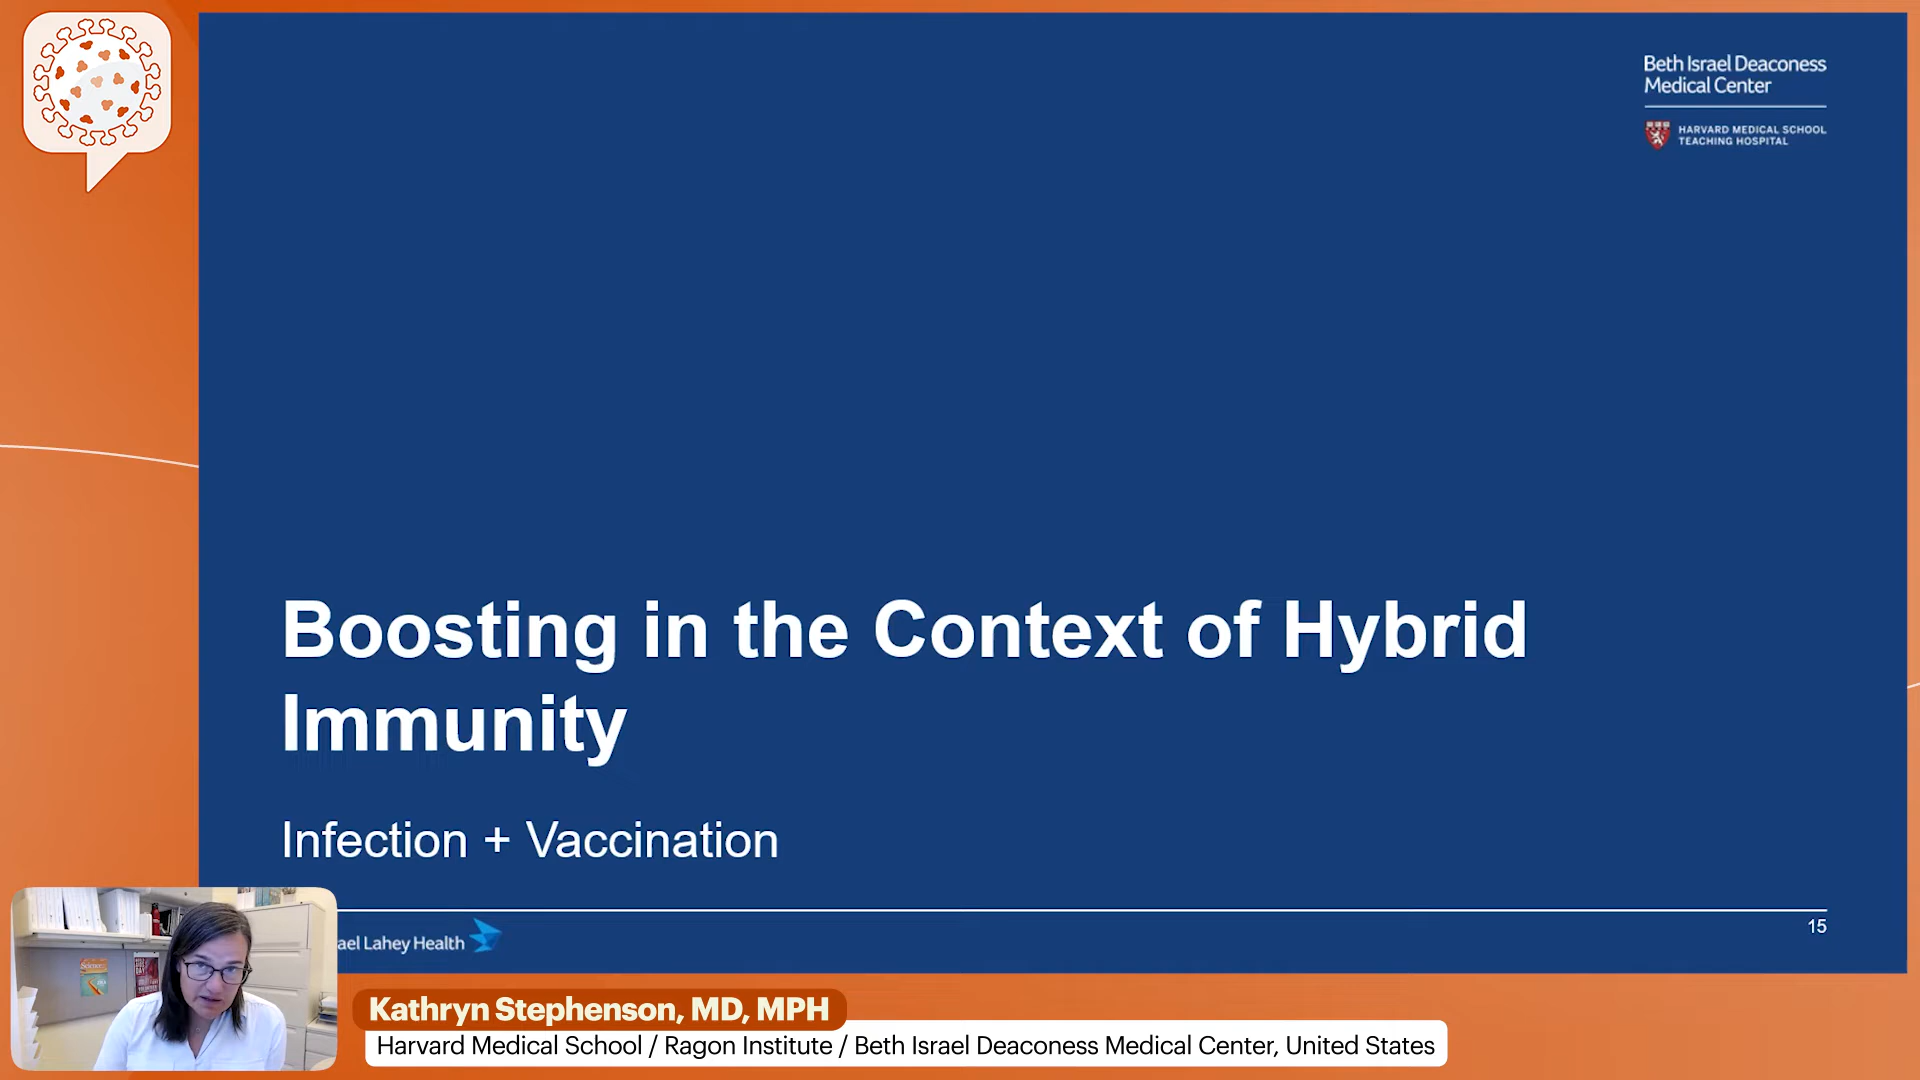 Beth Israel Deaconess
Medical Center
HARVARD MEDICAL SCHOOL
TEACHING HOSPITAL
Boosting in the Context of Hybrid
Immunity
Infection + Vaccination
ael Lahey Health
15
Science
Kathryn Stephenson, MD, MPH
Harvard Medical School / Ragon Institute / Beth Israel Deaconess Medical Center, United States